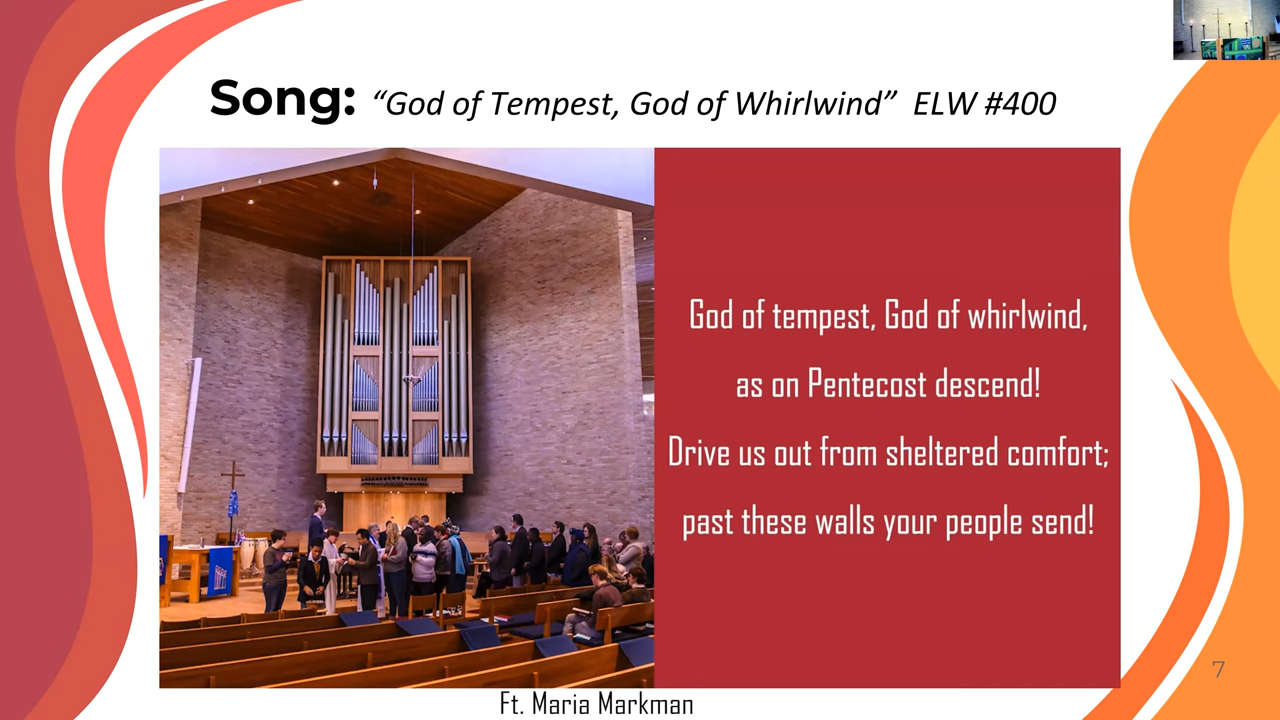 Song: “God of Tempest, God of Whirlwind” ELW #400
God of tempest, God of whirlwind,
as on Pentecost descend!
Drive us out from sheltered comfort;
past these walls your people send!
Ft. Maria Markman
7